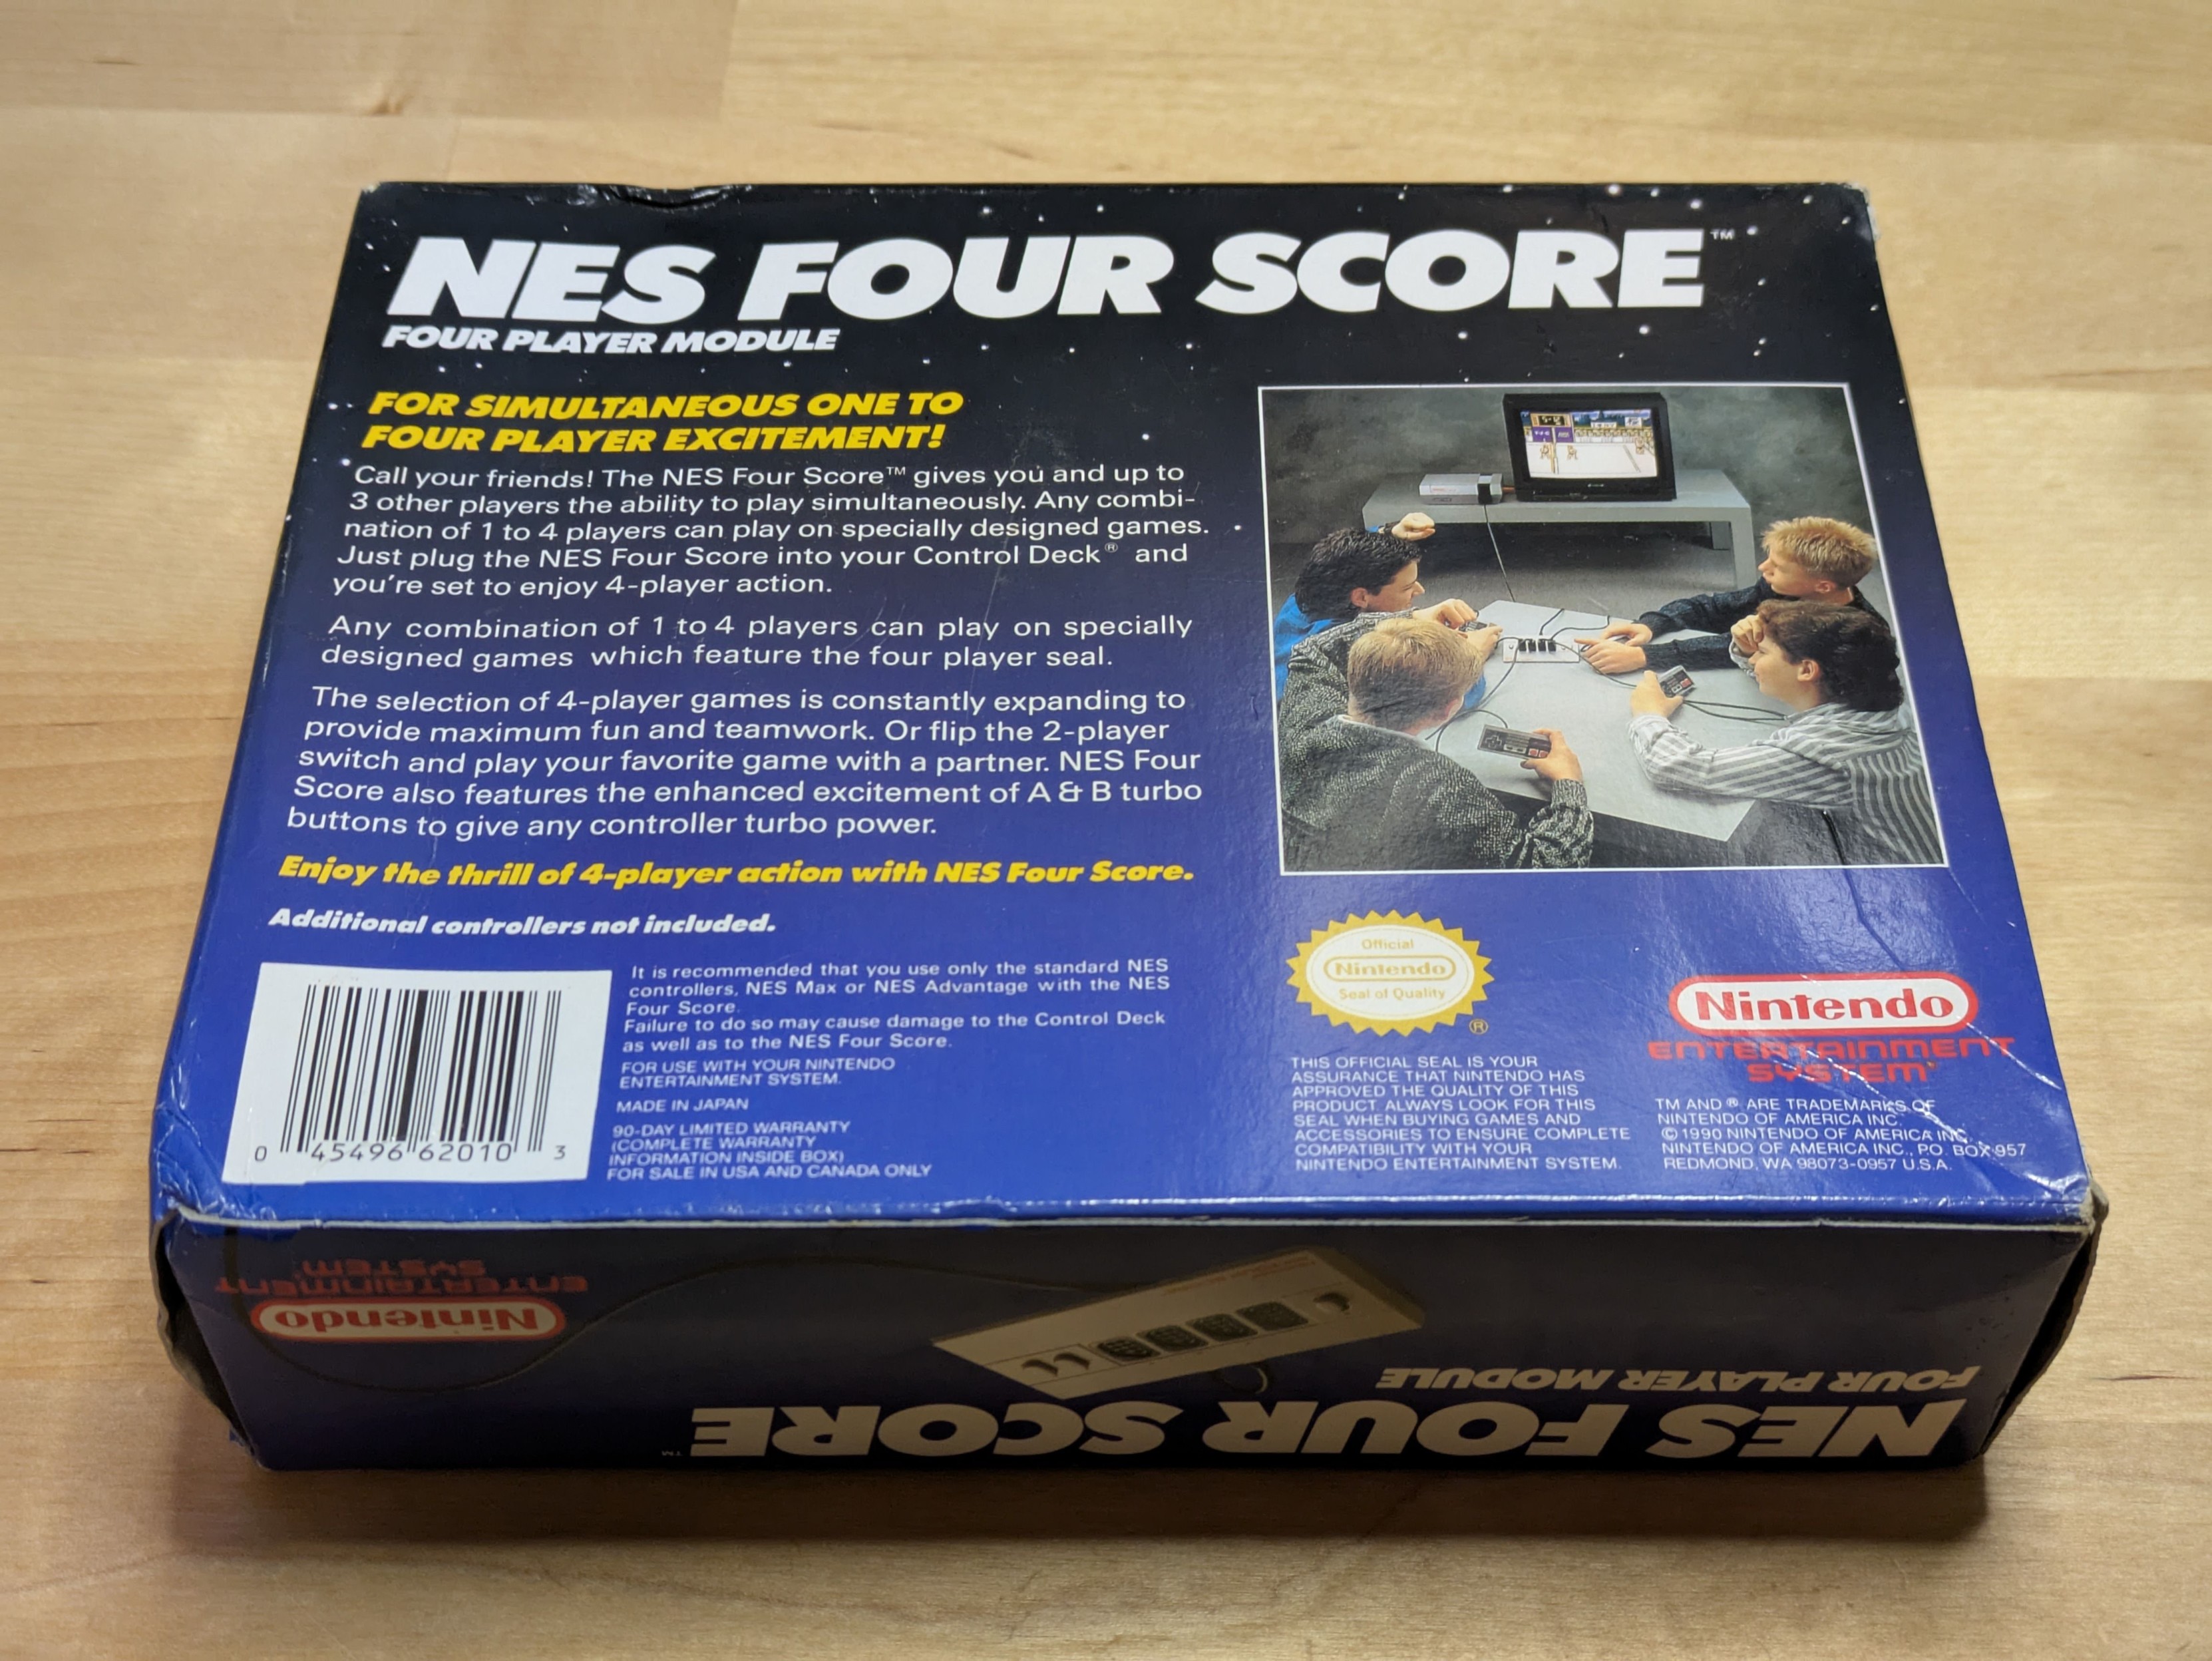 NES FOUR SCORE™
FOUR PLAYER MODULE
FOR SIMULTANEOUS ONE TO
FOUR PLAYER EXCITEMENT!
Call your friends! The NES Four Score™ gives you and up to
3 other players the ability to play simultaneously. Any combi-
nation of 1 to 4 players can play on specially designed games.
Just plug the NES Four Score into your Control Deck® and
you're set to enjoy 4-player action.
Any combination of 1 to 4 players can play on specially
designed games which feature the four player seal.
The selection of 4-player games is constantly expanding to
provide maximum fun and teamwork. Or flip the 2-player
switch and play your favorite game with a partner. NES Four
Score also features the enhanced excitement of A & B turbo
buttons to give any controller turbo power.
Enjoy the thrill of 4-player action with NES Four Score.
Additional controllers not included.
0 45496 62010 3
It is recommended that you use only the standard NES
controllers, NES Max or NES Advantage with the NES
Four Score.
Failure to do so may cause damage to the Control Deck
as well as to the NES Four Score.
FOR USE WITH YOUR NINTENDO
ENTERTAINMENT SYSTEM.
MADE IN JAPAN
90-DAY LIMITED WARRANTY
(COMPLETE WARRANTY
INFORMATION INSIDE BOX)
FOR SALE IN USA AND CANADA ONLY
Official
Nintendo
Seal of Quality
®
THIS OFFICIAL SEAL IS YOUR
ASSURANCE THAT NINTENDO HAS
APPROVED THE QUALITY OF THIS
PRODUCT. ALWAYS LOOK FOR THIS
SEAL WHEN BUYING GAMES AND
ACCESSORIES TO ENSURE COMPLETE
COMPATIBILITY WITH YOUR
NINTENDO ENTERTAINMENT SYSTEM.
Nintendo
ENTERTAINMENT
SYSTEM
TM AND ® ARE TRADEMARKS OF
NINTENDO OF AMERICA INC.
© 1990 NINTENDO OF AMERICA INC.
NINTENDO OF AMERICA INC., P.O. BOX 957
REDMOND, WA 98073-0957 U.S.A.
NES FOUR SCORE™
FOUR PLAYER MODULE
Nintendo
ENTERTAINMENT
SYSTEM